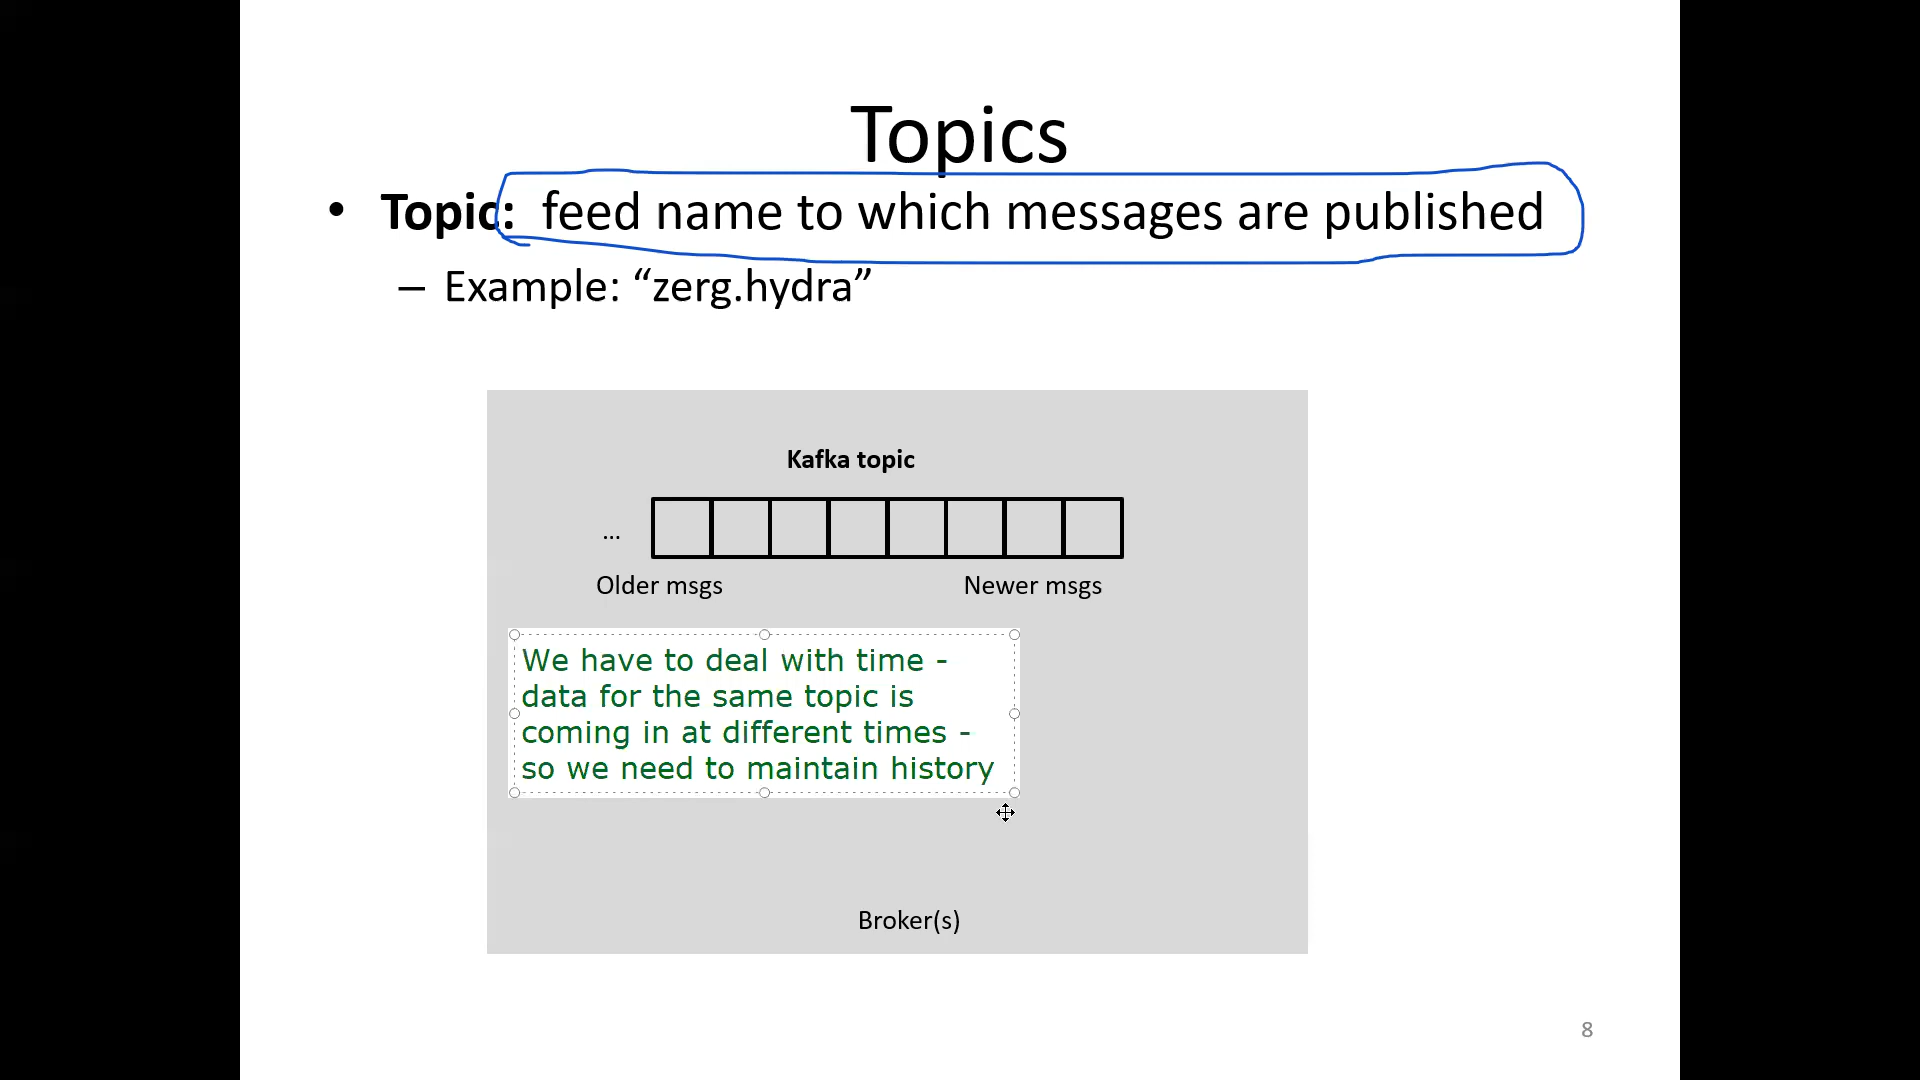 Topics
• Topic: feed name to which messages are published
– Example: “zerg.hydra”
Kafka topic
...
Older msgs Newer msgs
We have to deal with time -
data for the same topic is
coming in at different times -
so we need to maintain history
Broker(s)
8